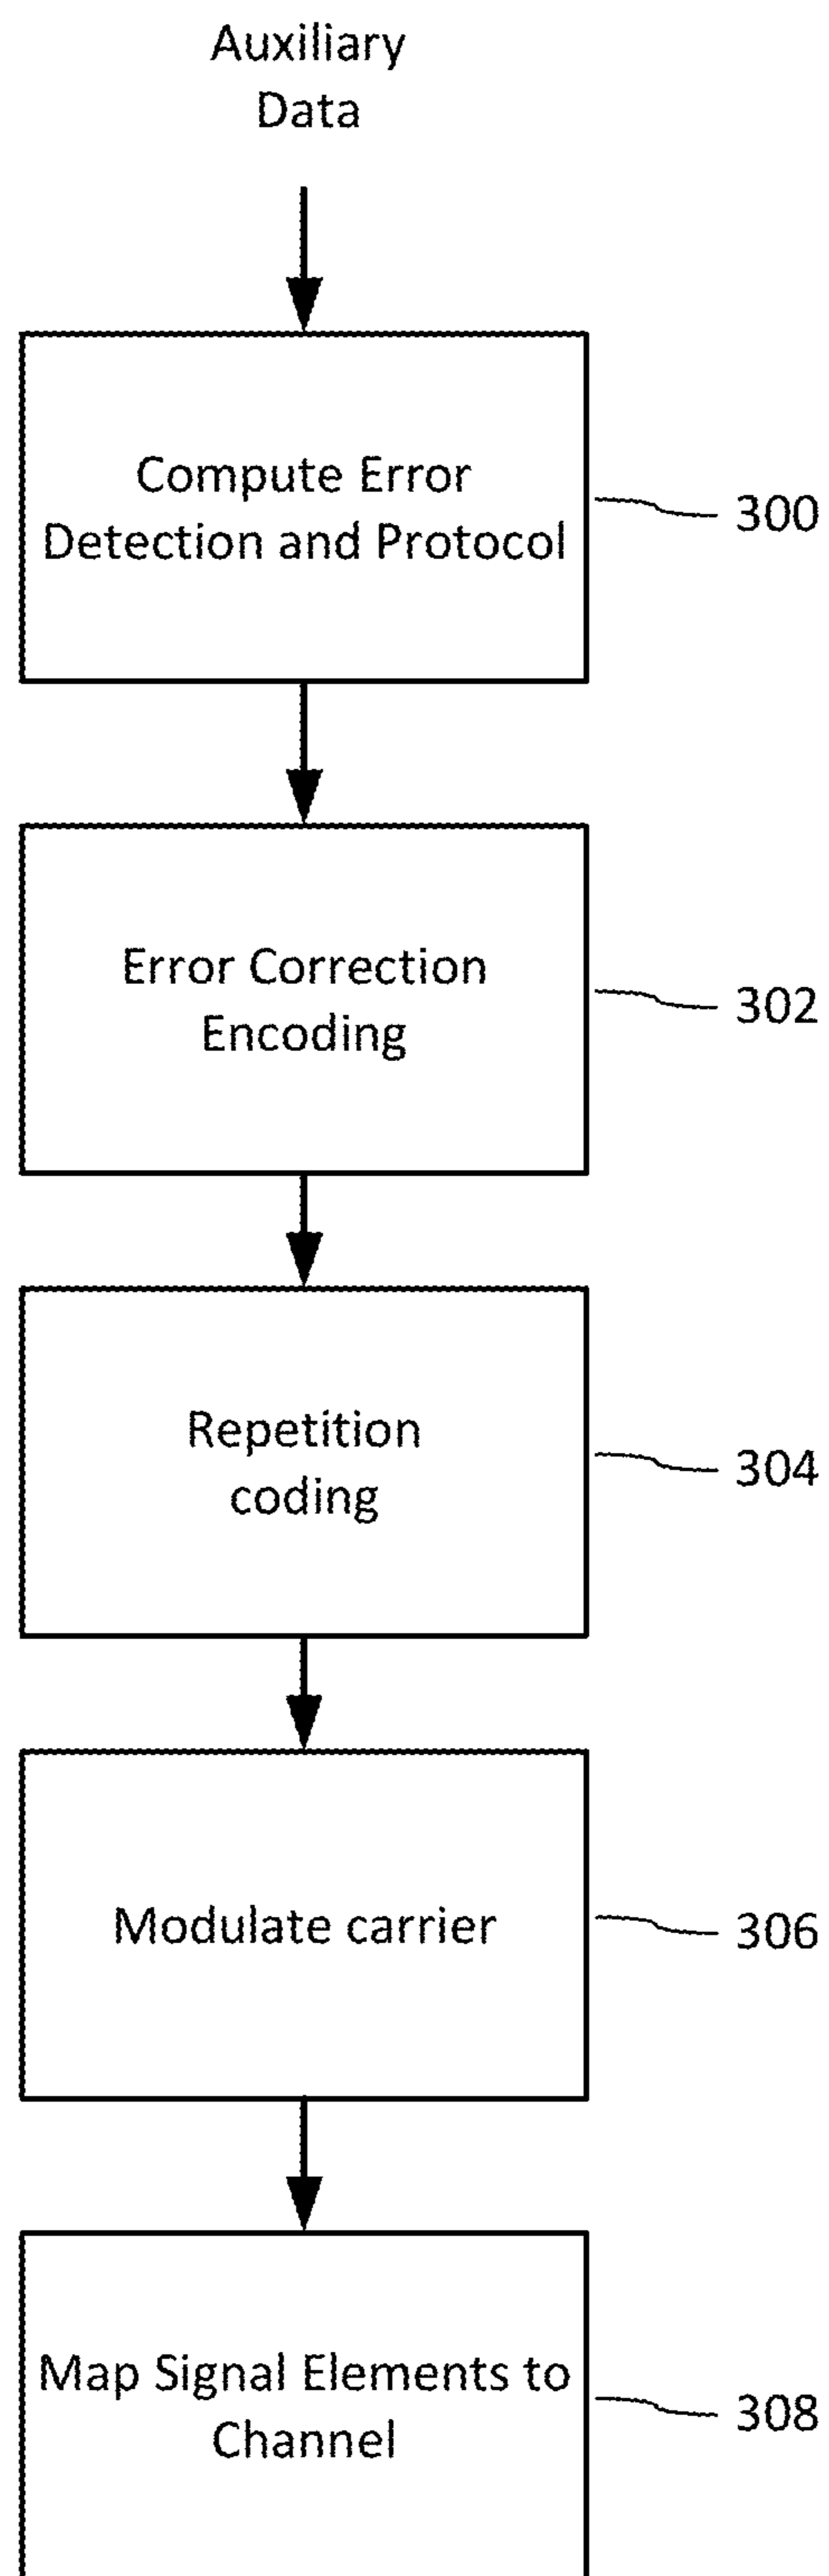 Auxiliary
Data
Compute Error
Detection and Protocol
300
Error Correction
Encoding
302
Repetition
coding
304
Modulate carrier
306
Map Signal Elements to
Channel
308